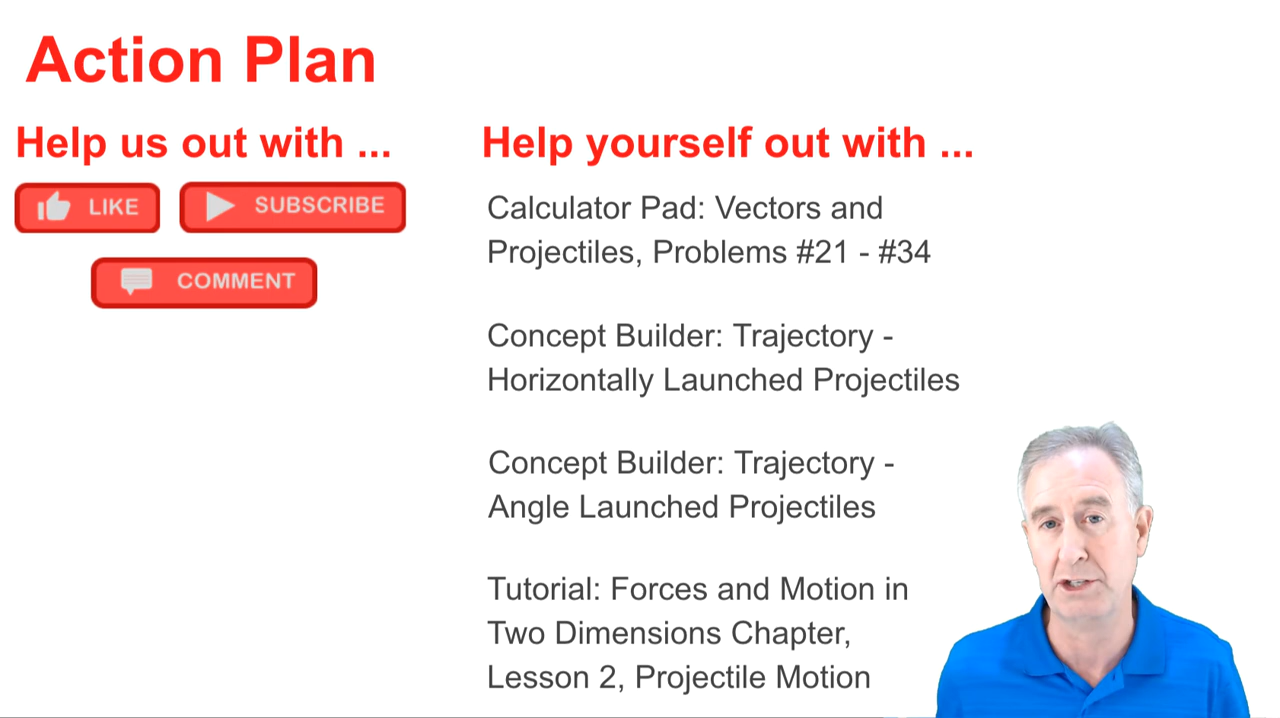 Action Plan
Help us out with ...
LIKE
SUBSCRIBE
COMMENT
Help yourself out with ...
Calculator Pad: Vectors and
Projectiles, Problems #21 - #34
Concept Builder: Trajectory -
Horizontally Launched Projectiles
Concept Builder: Trajectory -
Angle Launched Projectiles
Tutorial: Forces and Motion in
Two Dimensions Chapter,
Lesson 2, Projectile Motion